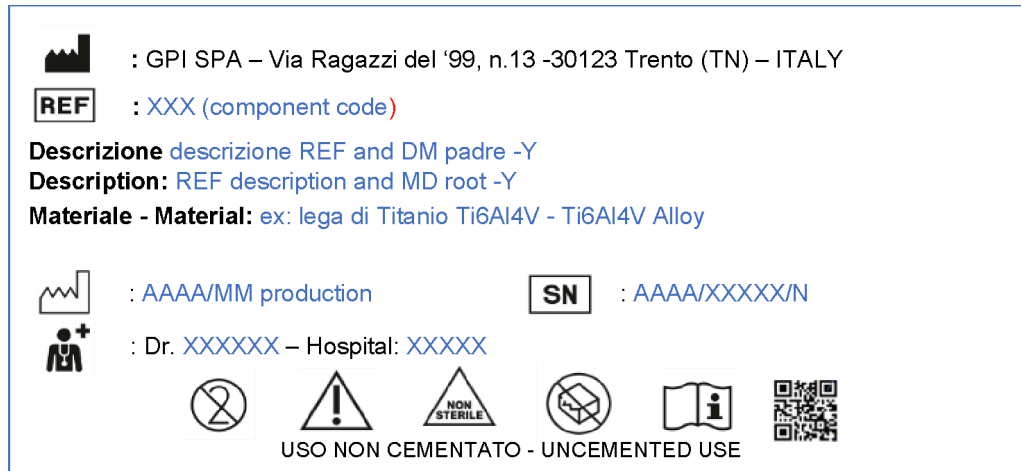 : GPI SPA – Via Ragazzi del ‘99, n.13 -30123 Trento (TN) – ITALY
REF : XXX (component code)
Descrizione descrizione REF and DM padre -Y
Description: REF description and MD root -Y
Materiale - Material: ex: lega di Titanio Ti6Al4V - Ti6Al4V Alloy
: AAAA/MM production SN : AAAA/XXXXX/N
: Dr. XXXXXX – Hospital: XXXXX
2 NON STERILE i
USO NON CEMENTATO - UNCEMENTED USE